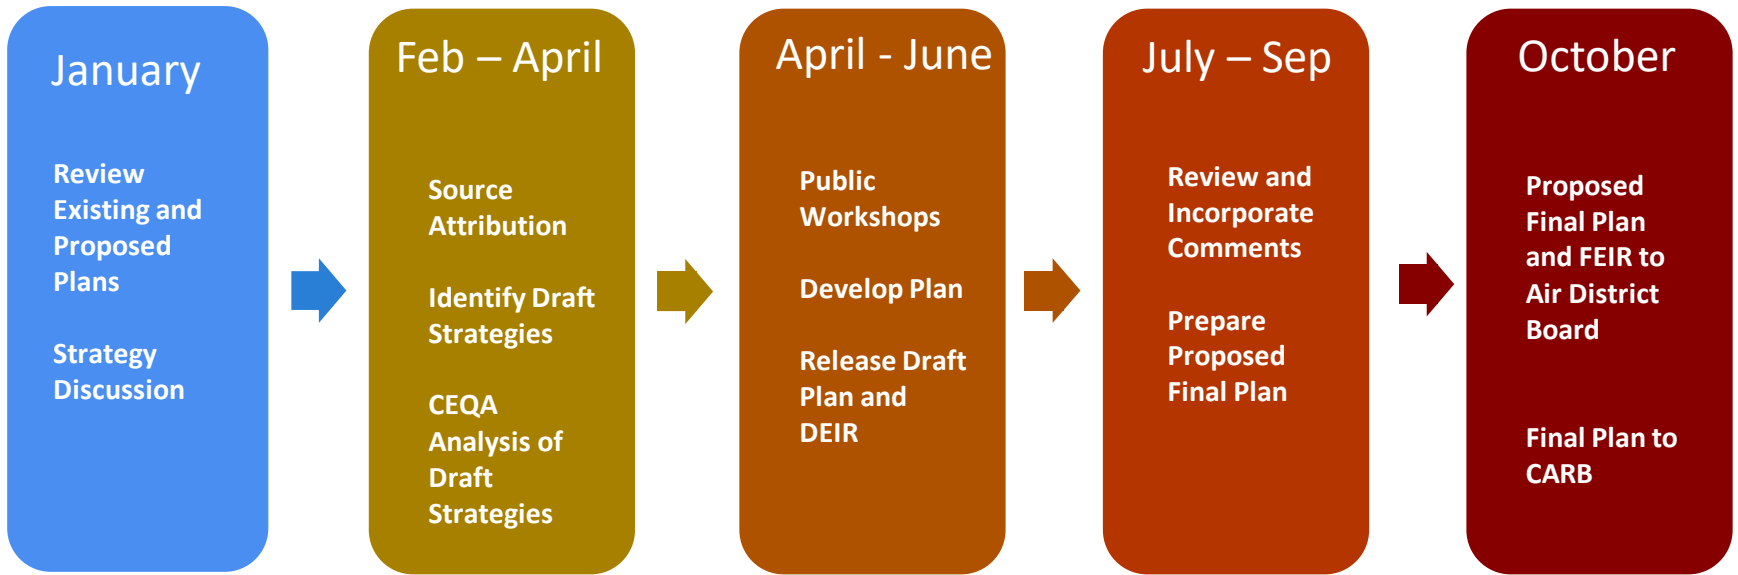 January
Review
Existing and
Proposed
Plans
Strategy
Discussion
Feb – April
Source
Attribution
Identify Draft
Strategies
CEQA
Analysis of
Draft
Strategies
April - June
Public
Workshops
Develop Plan
Release Draft
Plan and
DEIR
July – Sep
Review and
Incorporate
Comments
Prepare
Proposed
Final Plan
October
Proposed
Final Plan
and FEIR to
Air District
Board
Final Plan to
CARB